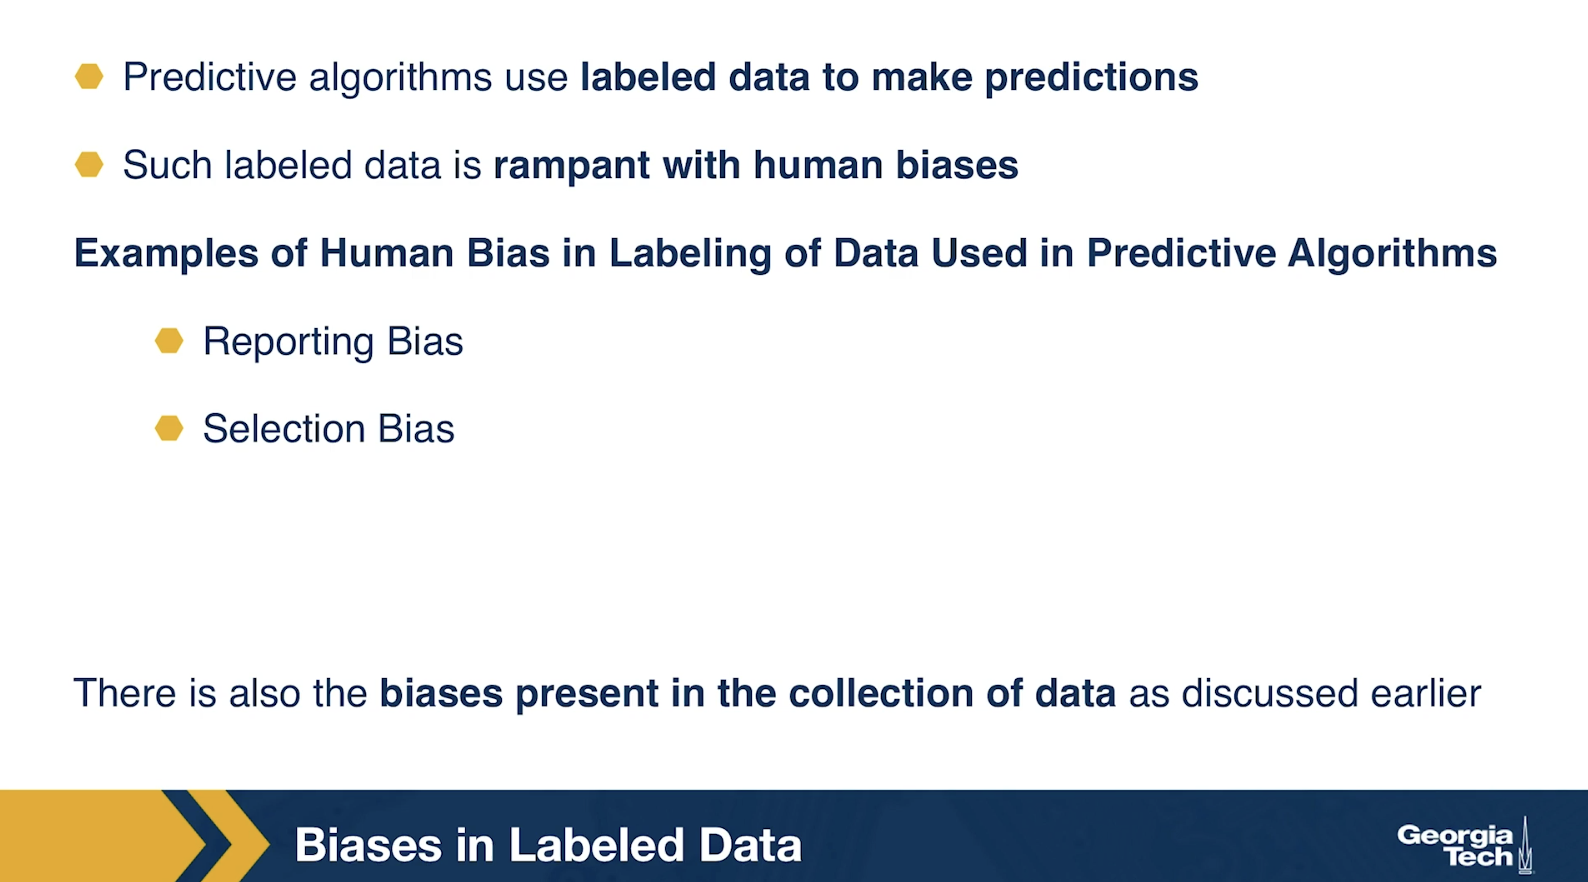 Predictive algorithms use labeled data to make predictions
Such labeled data is rampant with human biases
Examples of Human Bias in Labeling of Data Used in Predictive Algorithms
Reporting Bias
Selection Bias
There is also the biases present in the collection of data as discussed earlier
Biases in Labeled Data
Georgia
Tech